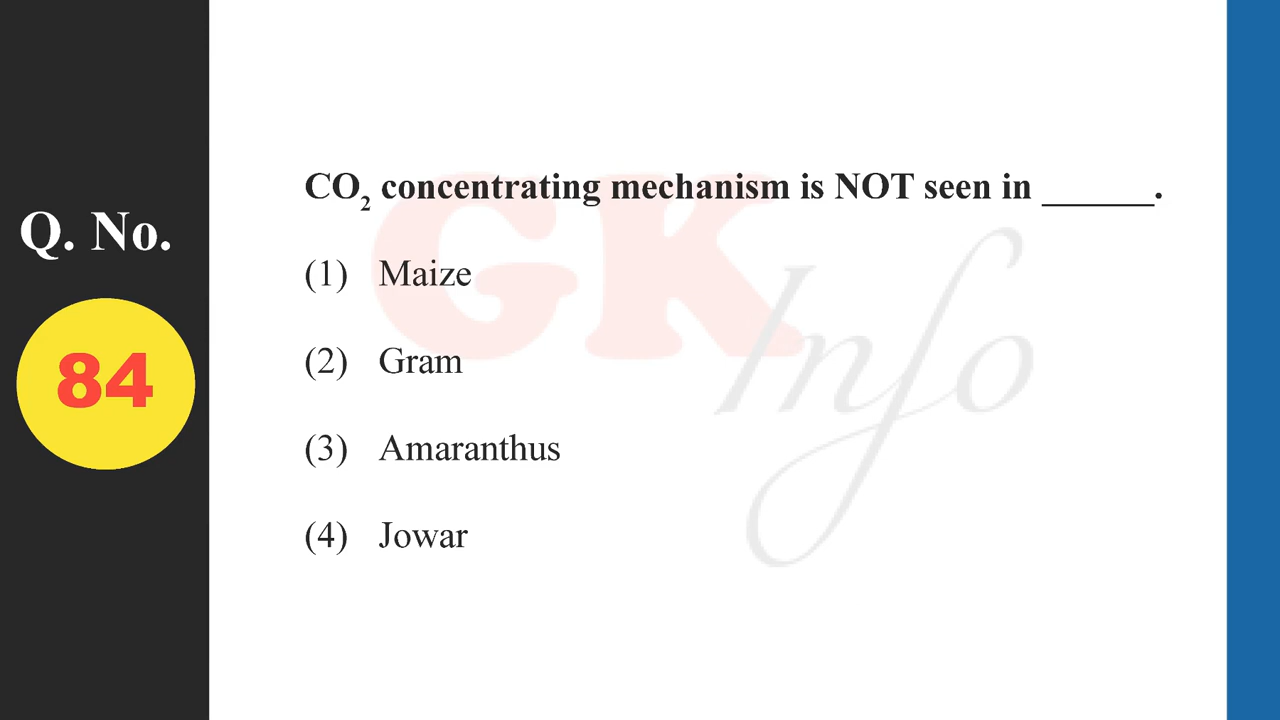 Q. No.
84
CO₂ concentrating mechanism is NOT seen in ______.
(1) Maize
(2) Gram
(3) Amaranthus
(4) Jowar
GK
Info